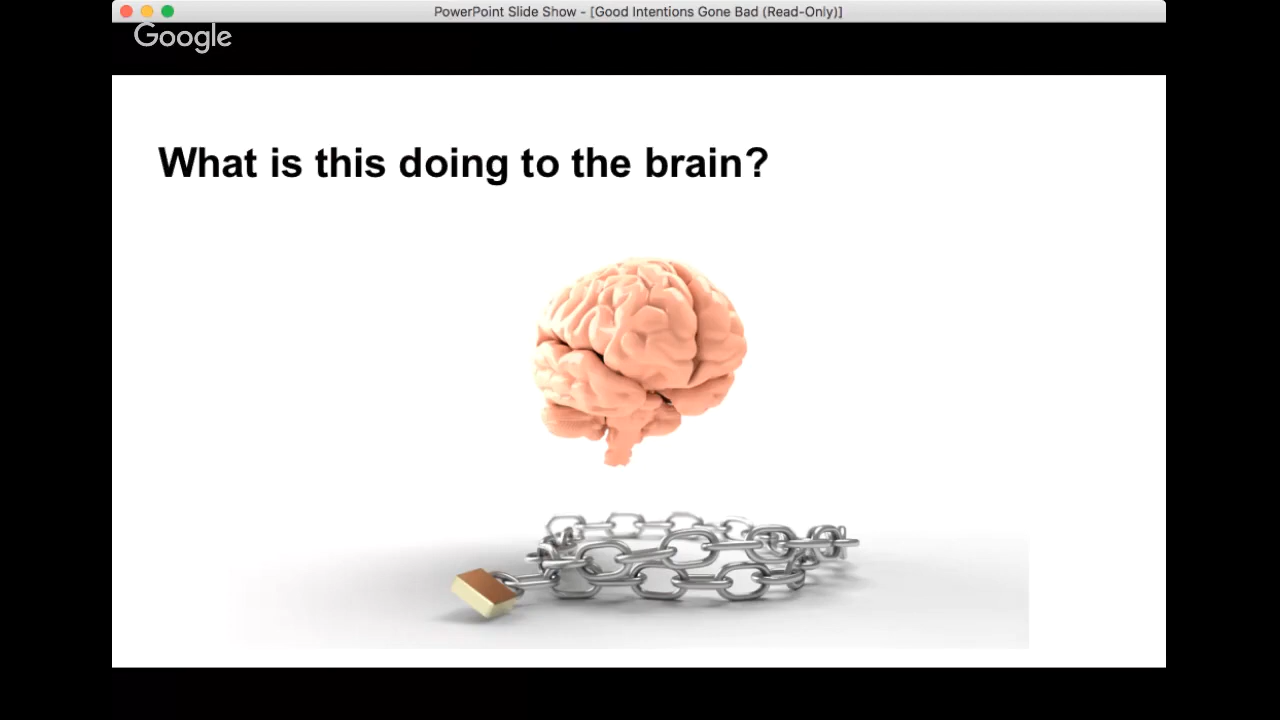 PowerPoint Slide Show - [Good Intentions Gone Bad (Read-Only)]
Google
What is this doing to the brain?